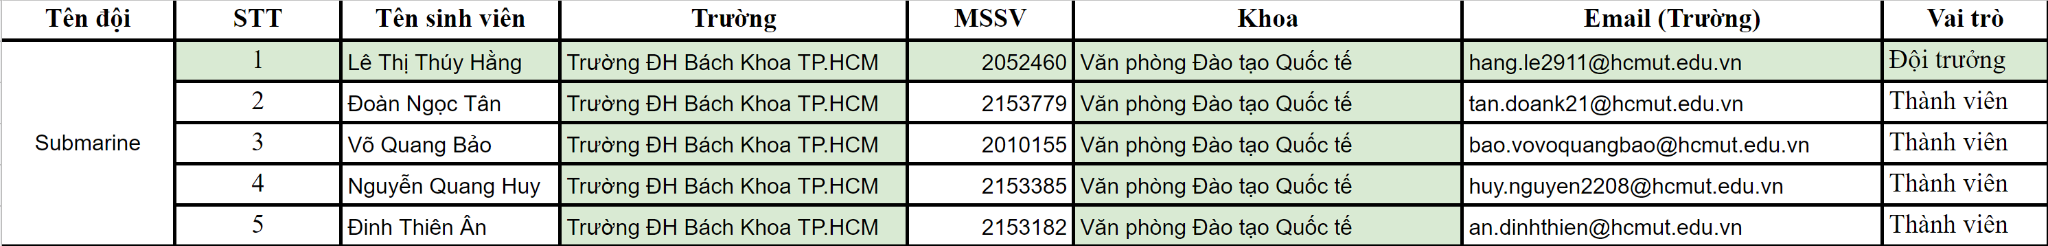 Tên đội STT Tên sinh viên Trường MSSV Khoa Email (Trường) Vai trò
1 Lê Thị Thúy Hằng Trường ĐH Bách Khoa TP.HCM 2052460 Văn phòng Đào tạo Quốc tế hang.le2911@hcmut.edu.vn Đội trưởng
2 Đoàn Ngọc Tân Trường ĐH Bách Khoa TP.HCM 2153779 Văn phòng Đào tạo Quốc tế tan.doank21@hcmut.edu.vn Thành viên
Submarine 3 Võ Quang Bảo Trường ĐH Bách Khoa TP.HCM 2010155 Văn phòng Đào tạo Quốc tế bao.vovoquangbao@hcmut.edu.vn Thành viên
4 Nguyễn Quang Huy Trường ĐH Bách Khoa TP.HCM 2153385 Văn phòng Đào tạo Quốc tế huy.nguyen2208@hcmut.edu.vn Thành viên
5 Đinh Thiên Ân Trường ĐH Bách Khoa TP.HCM 2153182 Văn phòng Đào tạo Quốc tế an.dinhthien@hcmut.edu.vn Thành viên